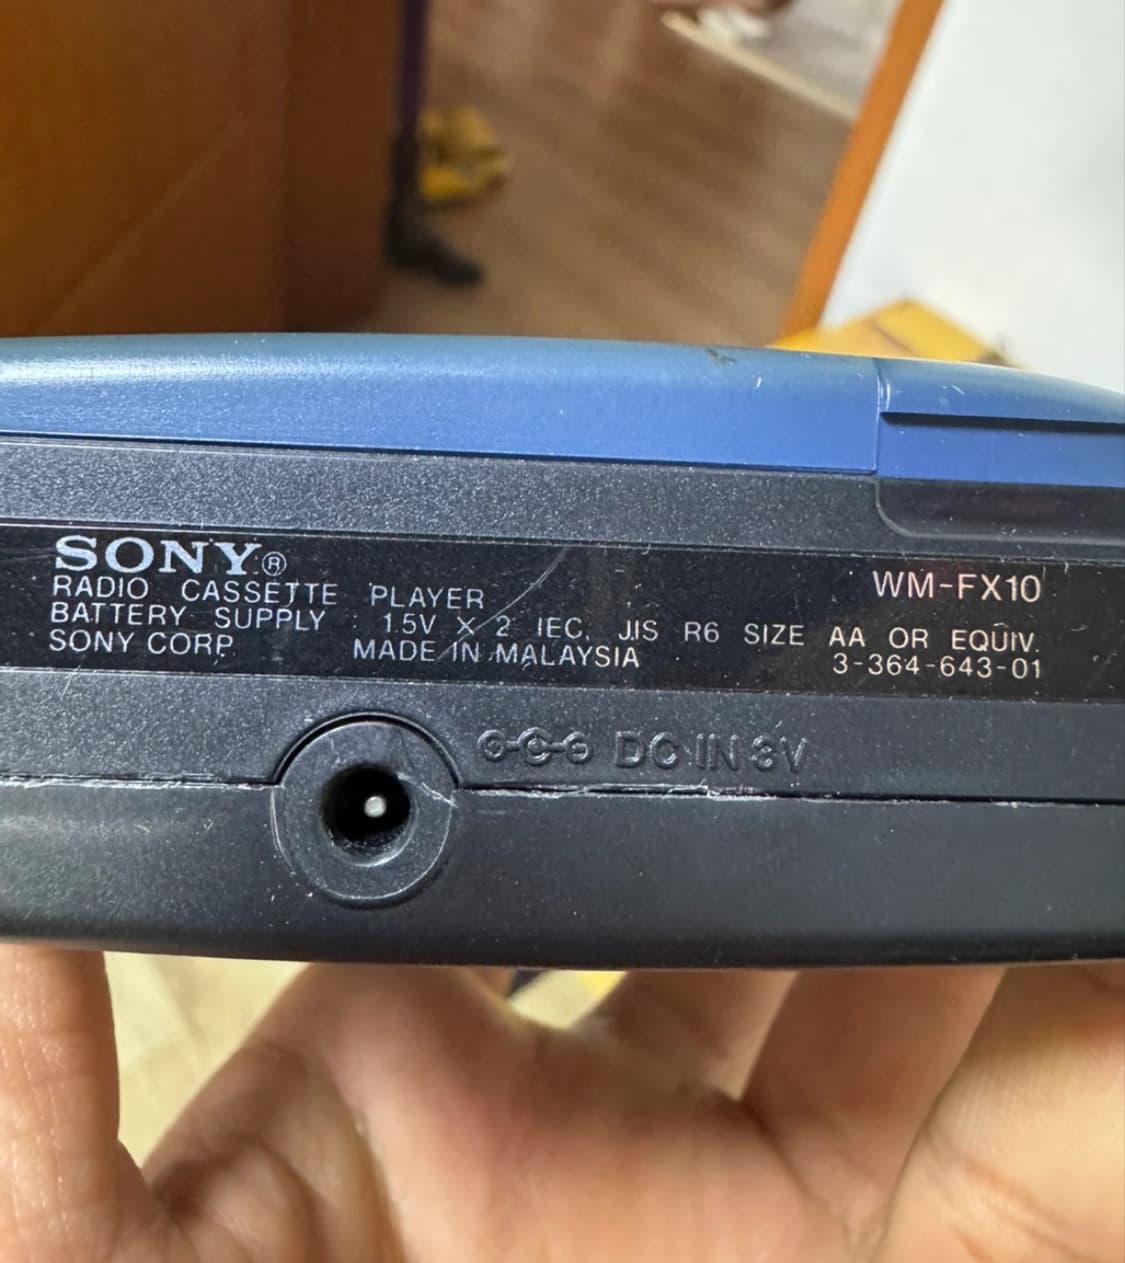 SONY®
RADIO CASSETTE PLAYER WM-FX10
BATTERY SUPPLY : 1.5V × 2 IEC. JIS R6 SIZE AA OR EQUIV.
SONY CORP. MADE IN MALAYSIA 3-364-643-01
DC IN 3V